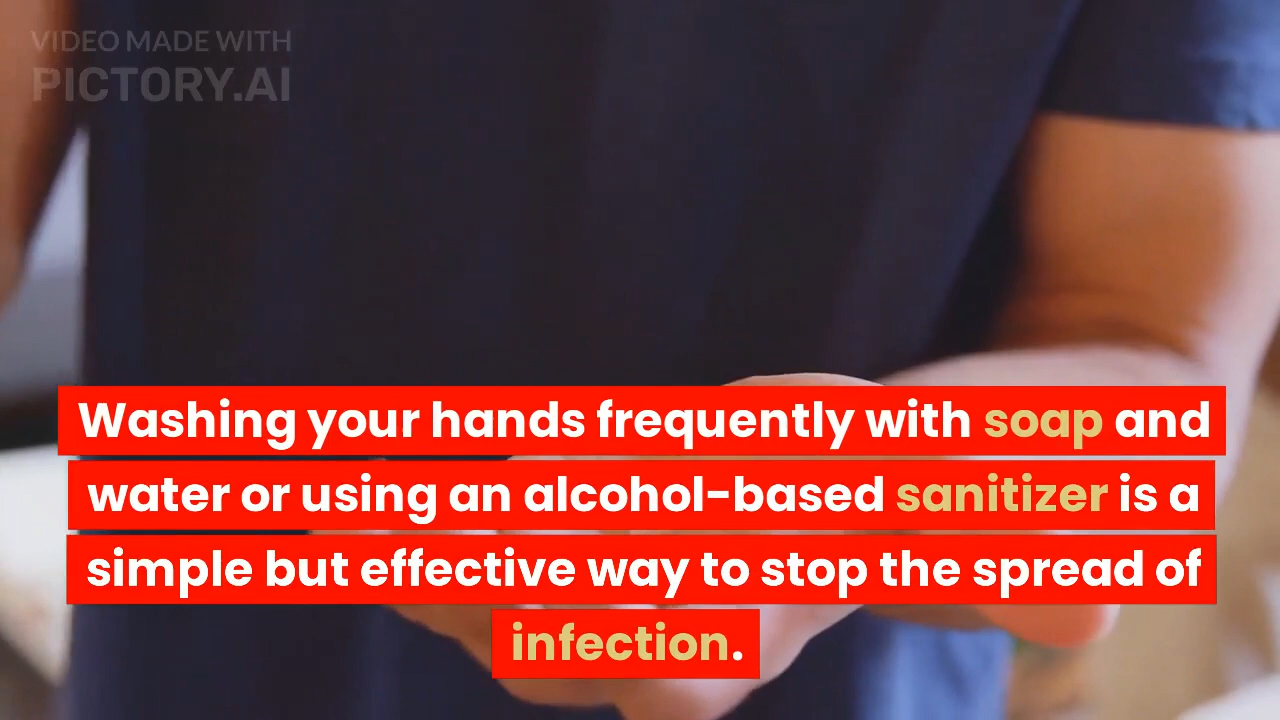 VIDEO MADE WITH
PICTORY.AI
Washing your hands frequently with soap and
water or using an alcohol-based sanitizer is a
simple but effective way to stop the spread of
infection.